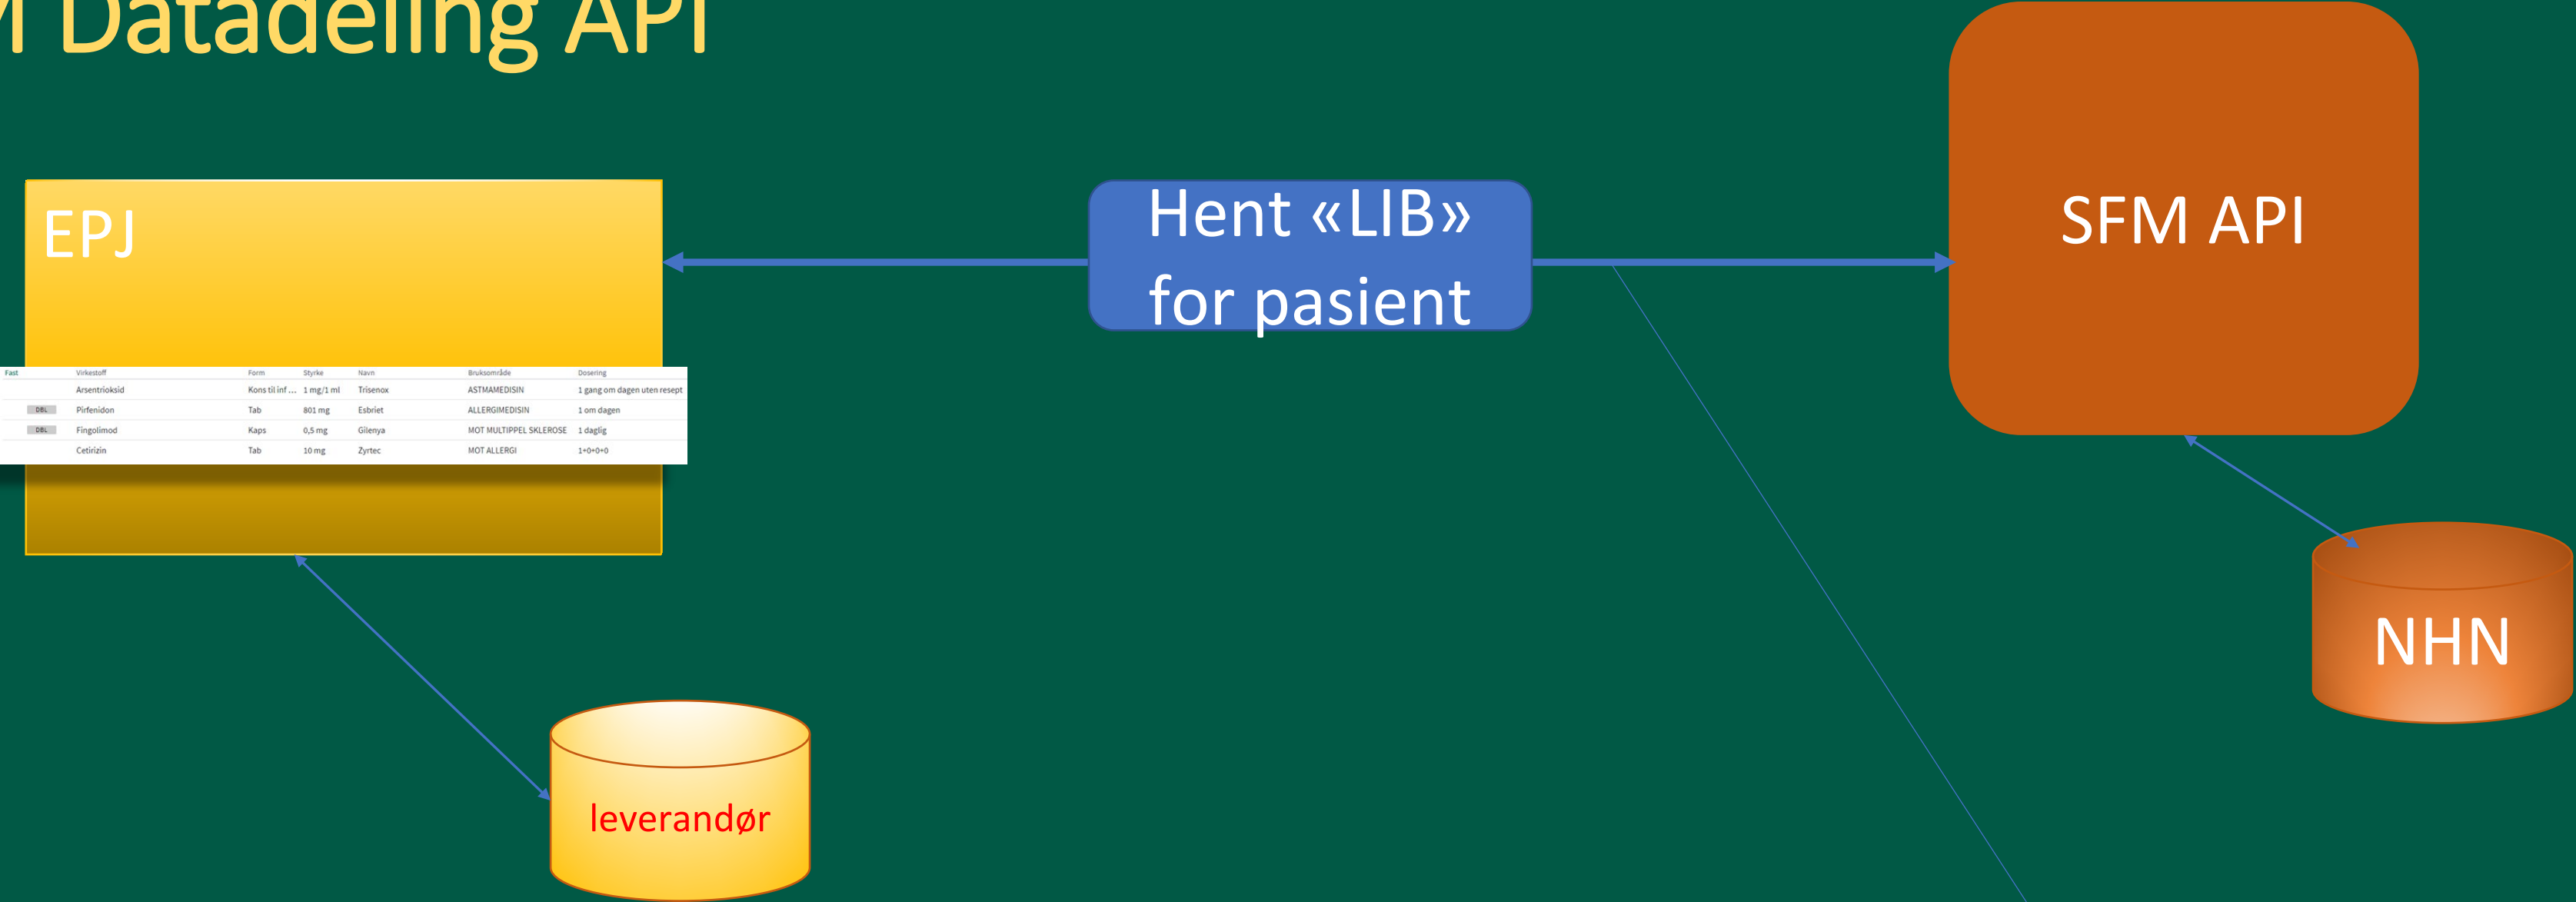 M Datadeling API
EPJ
Hent «LIB»
for pasient
SFM API
Fast Virkestoff Form Styrke Navn Bruksområde Dosering
Arsentrioksid Kons til inf ... 1 mg/1 ml Trisenox ASTMAMEDISIN 1 gang om dagen uten resept
DBL Pirfenidon Tab 801 mg Esbriet ALLERGIMEDISIN 1 om dagen
DBL Fingolimod Kaps 0,5 mg Gilenya MOT MULTIPPEL SKLEROSE 1 daglig
Cetirizin Tab 10 mg Zyrtec MOT ALLERGI 1+0+0+0
NHN
leverandør